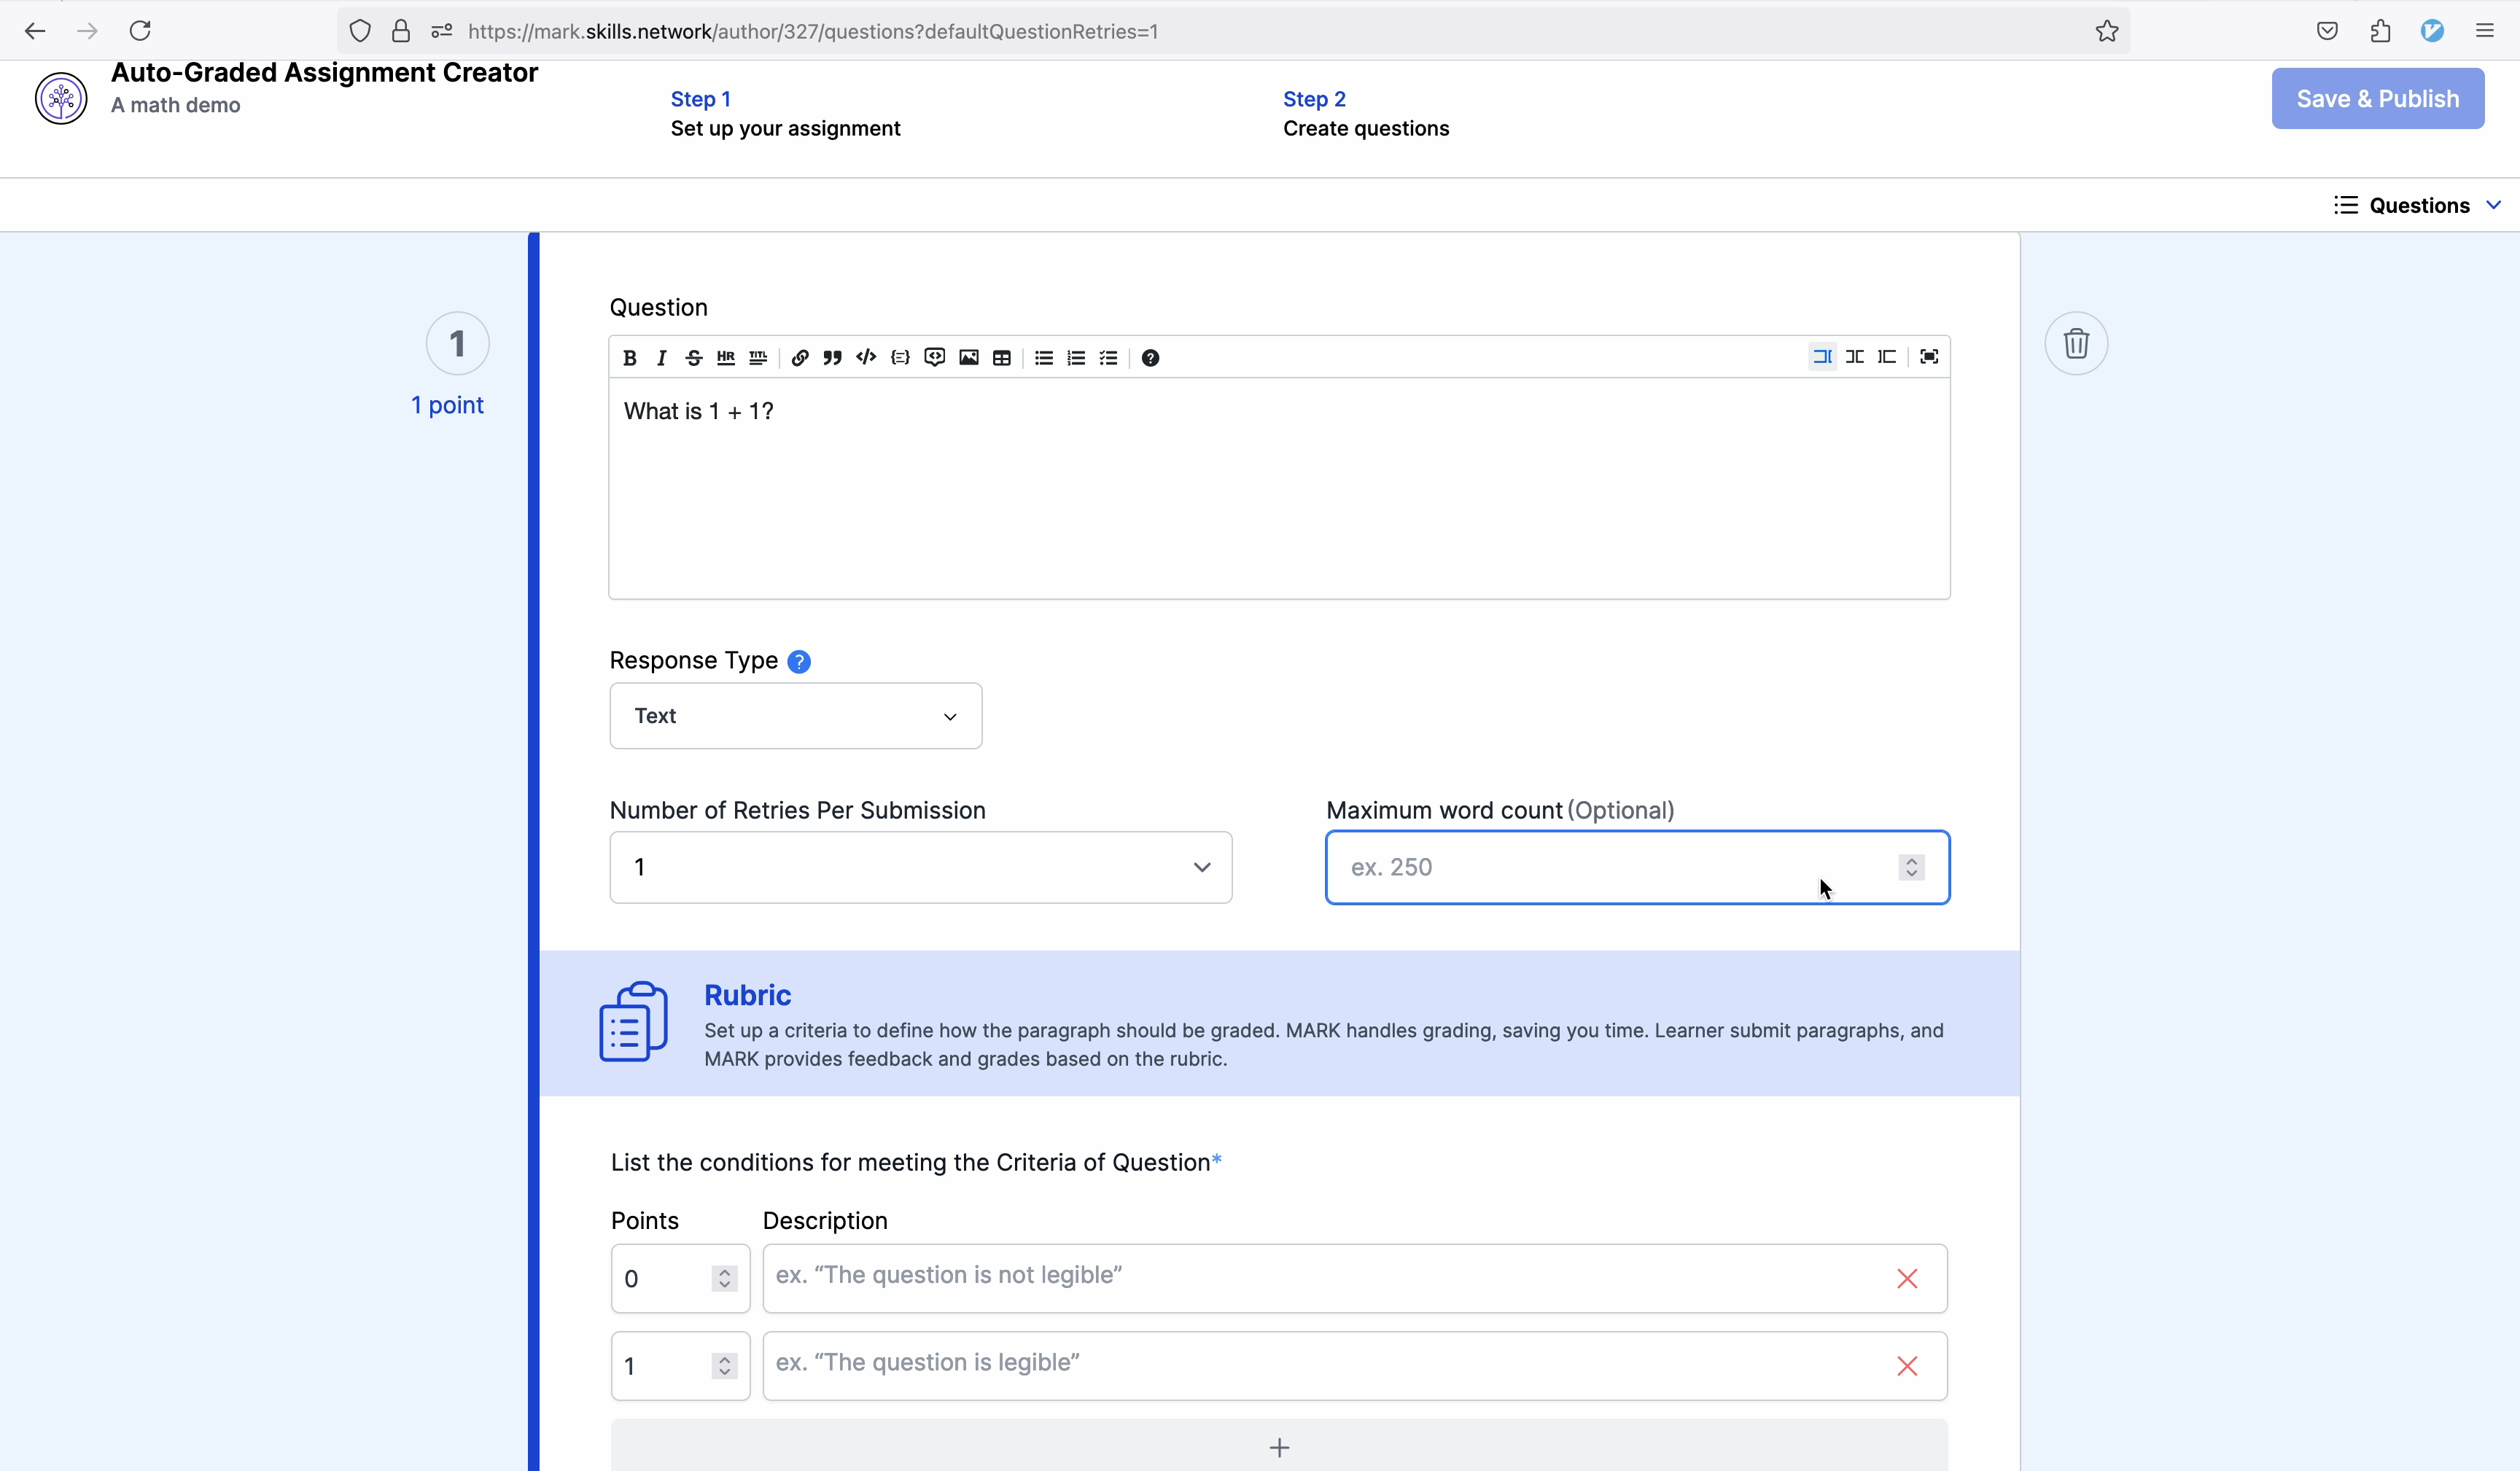 https://mark.skills.network/author/327/questions?defaultQuestionRetries=1
Auto-Graded Assignment Creator
A math demo
Step 1
Set up your assignment
Step 2
Create questions
Save & Publish
Questions
1
1 point
Question
B I S HR TITL
What is 1 + 1?
Response Type ?
Text
Number of Retries Per Submission
1
Maximum word count (Optional)
ex. 250
Rubric
Set up a criteria to define how the paragraph should be graded. MARK handles grading, saving you time. Learner submit paragraphs, and
MARK provides feedback and grades based on the rubric.
List the conditions for meeting the Criteria of Question*
Points Description
0 ex. “The question is not legible”
1 ex. “The question is legible”
+